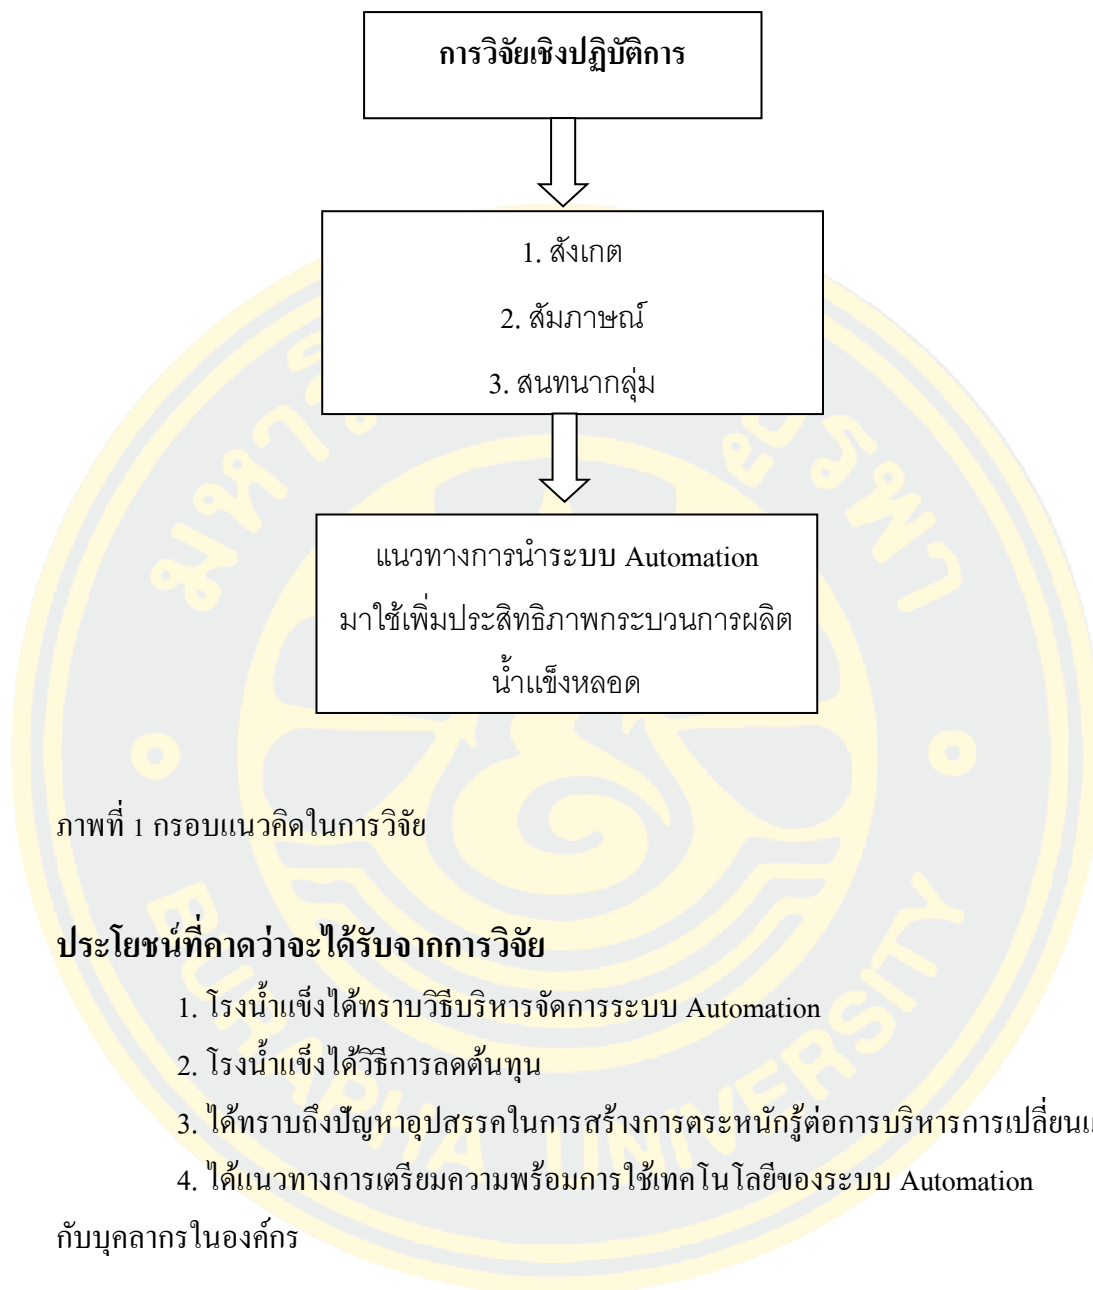 การวิจัยเชิงปฏิบัติการ
1. สังเกต
2. สัมภาษณ์
3. สนทนากลุ่ม
แนวทางการนำระบบ Automation
มาใช้เพิ่มประสิทธิภาพกระบวนการผลิต
น้ำแข็งหลอด
ภาพที่ 1 กรอบแนวคิดในการวิจัย
ประโยชน์ที่คาดว่าจะได้รับจากการวิจัย
1. โรงน้ำแข็งได้ทราบวิธีบริหารจัดการระบบ Automation
2. โรงน้ำแข็งได้วิธีการลดต้นทุน
3. ได้ทราบถึงปัญหาอุปสรรคในการสร้างการตระหนักรู้ต่อการบริหารการเปลี่ยนแ
4. ได้แนวทางการเตรียมความพร้อมการใช้เทคโนโลยีของระบบ Automation
กับบุคลากรในองค์กร
BURAPHA UNIVERSITY